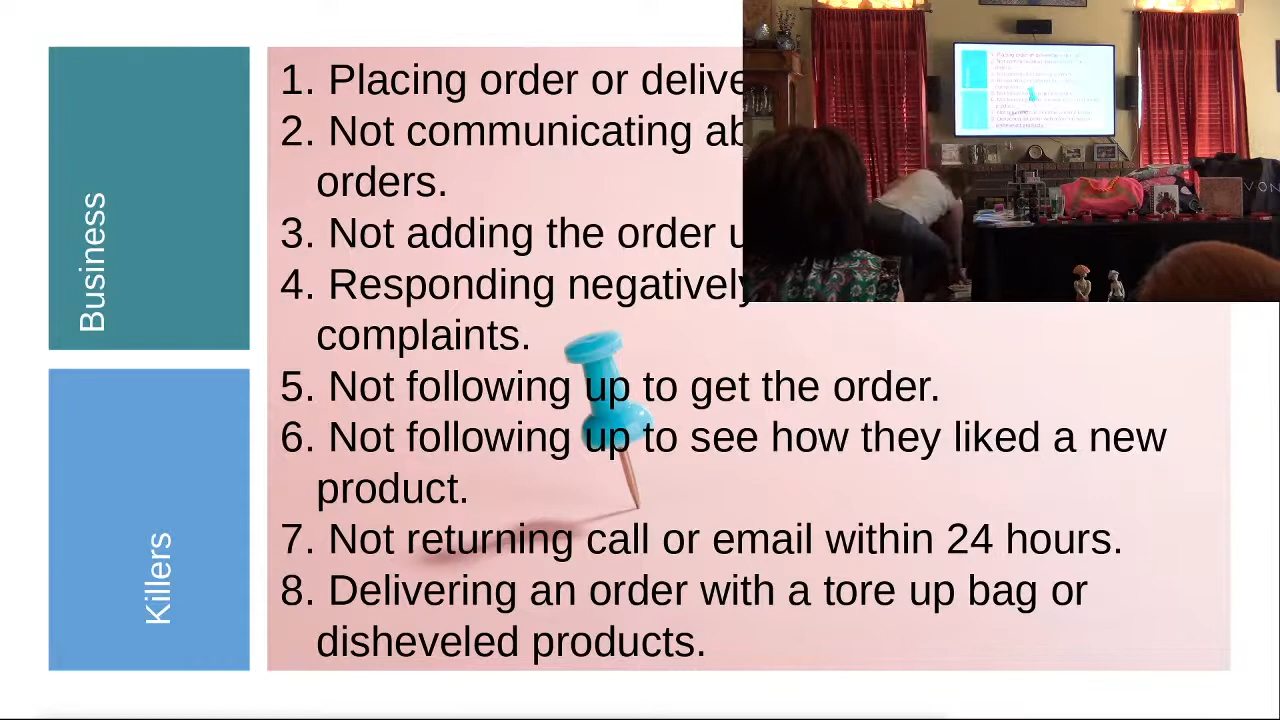 Business
Killers
1. Placing order or delive
2. Not communicating ab
orders.
3. Not adding the order u
4. Responding negatively
complaints.
5. Not following up to get the order.
6. Not following up to see how they liked a new
product.
7. Not returning call or email within 24 hours.
8. Delivering an order with a tore up bag or
disheveled products.
VON